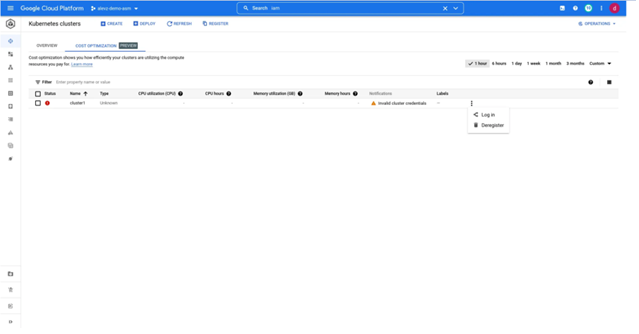 Google Cloud Platform alevz-demo-asm Search iam
Kubernetes clusters CREATE DEPLOY REFRESH REGISTER OPERATIONS
OVERVIEW COST OPTIMIZATION PREVIEW
Cost optimization shows you how efficiently your clusters are utilizing the compute
resources you pay for. Learn more
1 hour 6 hours 1 day 1 week 1 month 3 months Custom
Filter Enter property name or value
Status Name Type CPU utilization (CPU) CPU hours Memory utilization (GB) Memory hours Notifications Labels
cluster1 Unknown - - - - Invalid cluster credentials -
Log in
Deregister